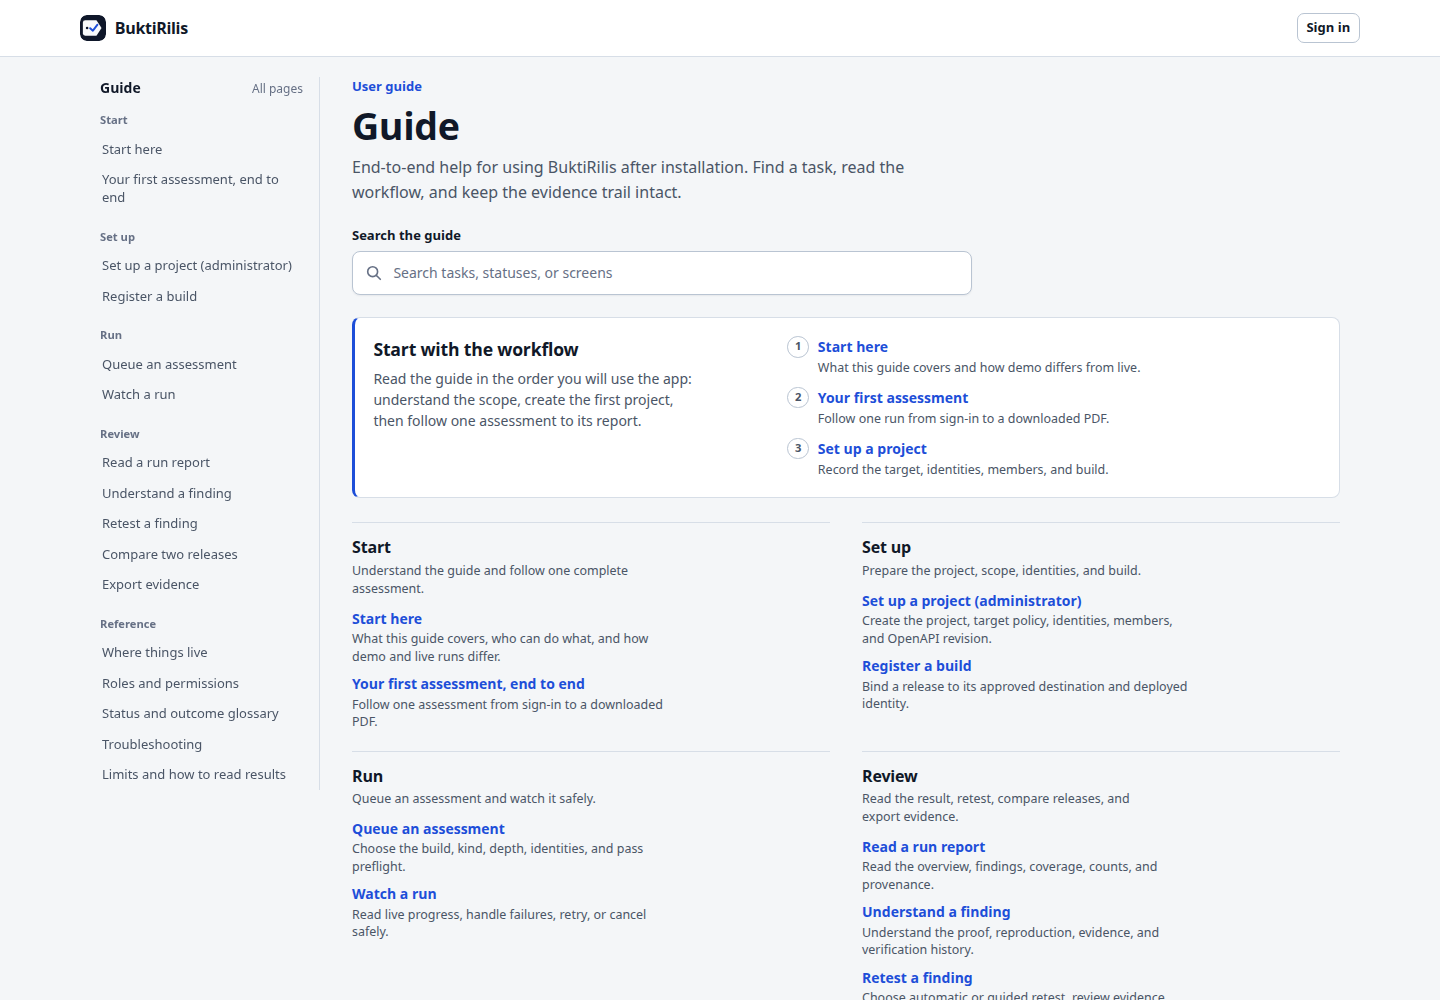 BuktiRilis
Sign in
Guide
All pages
Start
Start here
Your first assessment, end to
end
Set up
Set up a project (administrator)
Register a build
Run
Queue an assessment
Watch a run
Review
Read a run report
Understand a finding
Retest a finding
Compare two releases
Export evidence
Reference
Where things live
Roles and permissions
Status and outcome glossary
Troubleshooting
Limits and how to read results
User guide
Guide
End-to-end help for using BuktiRilis after installation. Find a task, read the
workflow, and keep the evidence trail intact.
Search the guide
Search tasks, statuses, or screens
Start with the workflow
Read the guide in the order you will use the app:
understand the scope, create the first project,
then follow one assessment to its report.
1
Start here
What this guide covers and how demo differs from live.
2
Your first assessment
Follow one run from sign-in to a downloaded PDF.
3
Set up a project
Record the target, identities, members, and build.
Start
Understand the guide and follow one complete
assessment.
Start here
What this guide covers, who can do what, and how
demo and live runs differ.
Your first assessment, end to end
Follow one assessment from sign-in to a downloaded
PDF.
Set up
Prepare the project, scope, identities, and build.
Set up a project (administrator)
Create the project, target policy, identities, members,
and OpenAPI revision.
Register a build
Bind a release to its approved destination and deployed
identity.
Run
Queue an assessment and watch it safely.
Queue an assessment
Choose the build, kind, depth, identities, and pass
preflight.
Watch a run
Read live progress, handle failures, retry, or cancel
safely.
Review
Read the result, retest, compare releases, and
export evidence.
Read a run report
Read the overview, findings, coverage, counts, and
provenance.
Understand a finding
Understand the proof, reproduction, evidence, and
verification history.
Retest a finding
Choose automatic or guided retest, review evidence